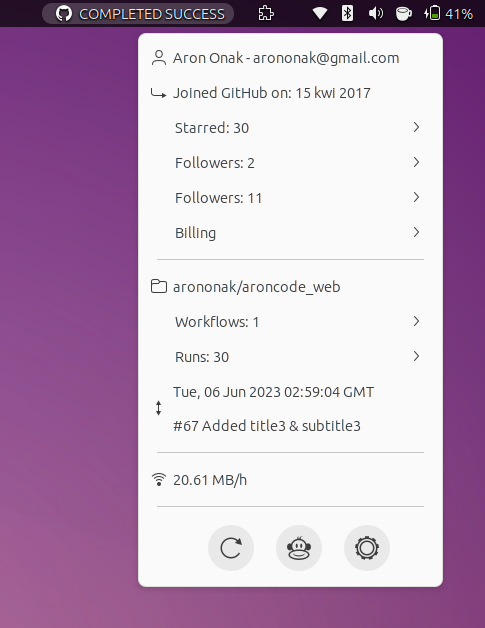 COMPLETED SUCCESS
41%
Aron Onak - arononak@gmail.com
Joined GitHub on: 15 kwi 2017
Starred: 30
Followers: 2
Followers: 11
Billing
arononak/aroncode_web
Workflows: 1
Runs: 30
Tue, 06 Jun 2023 02:59:04 GMT
#67 Added title3 & subtitle3
20.61 MB/h